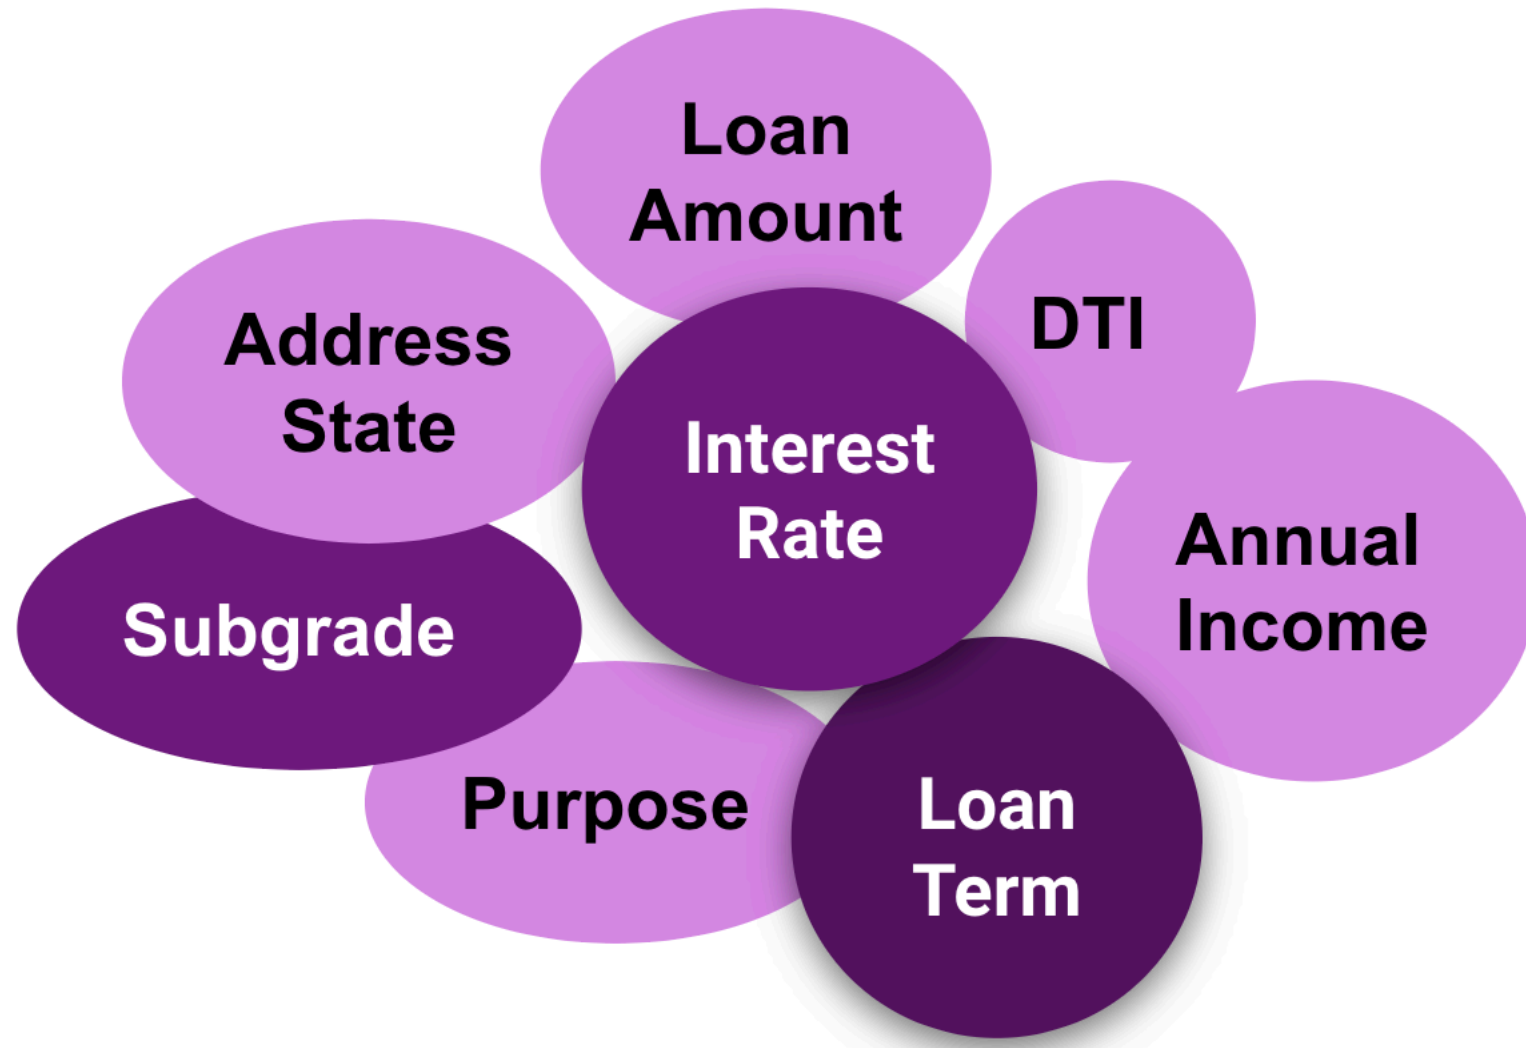 Loan
Amount
DTI
Address
State
Interest
Rate
Annual
Income
Subgrade
Purpose
Loan
Term